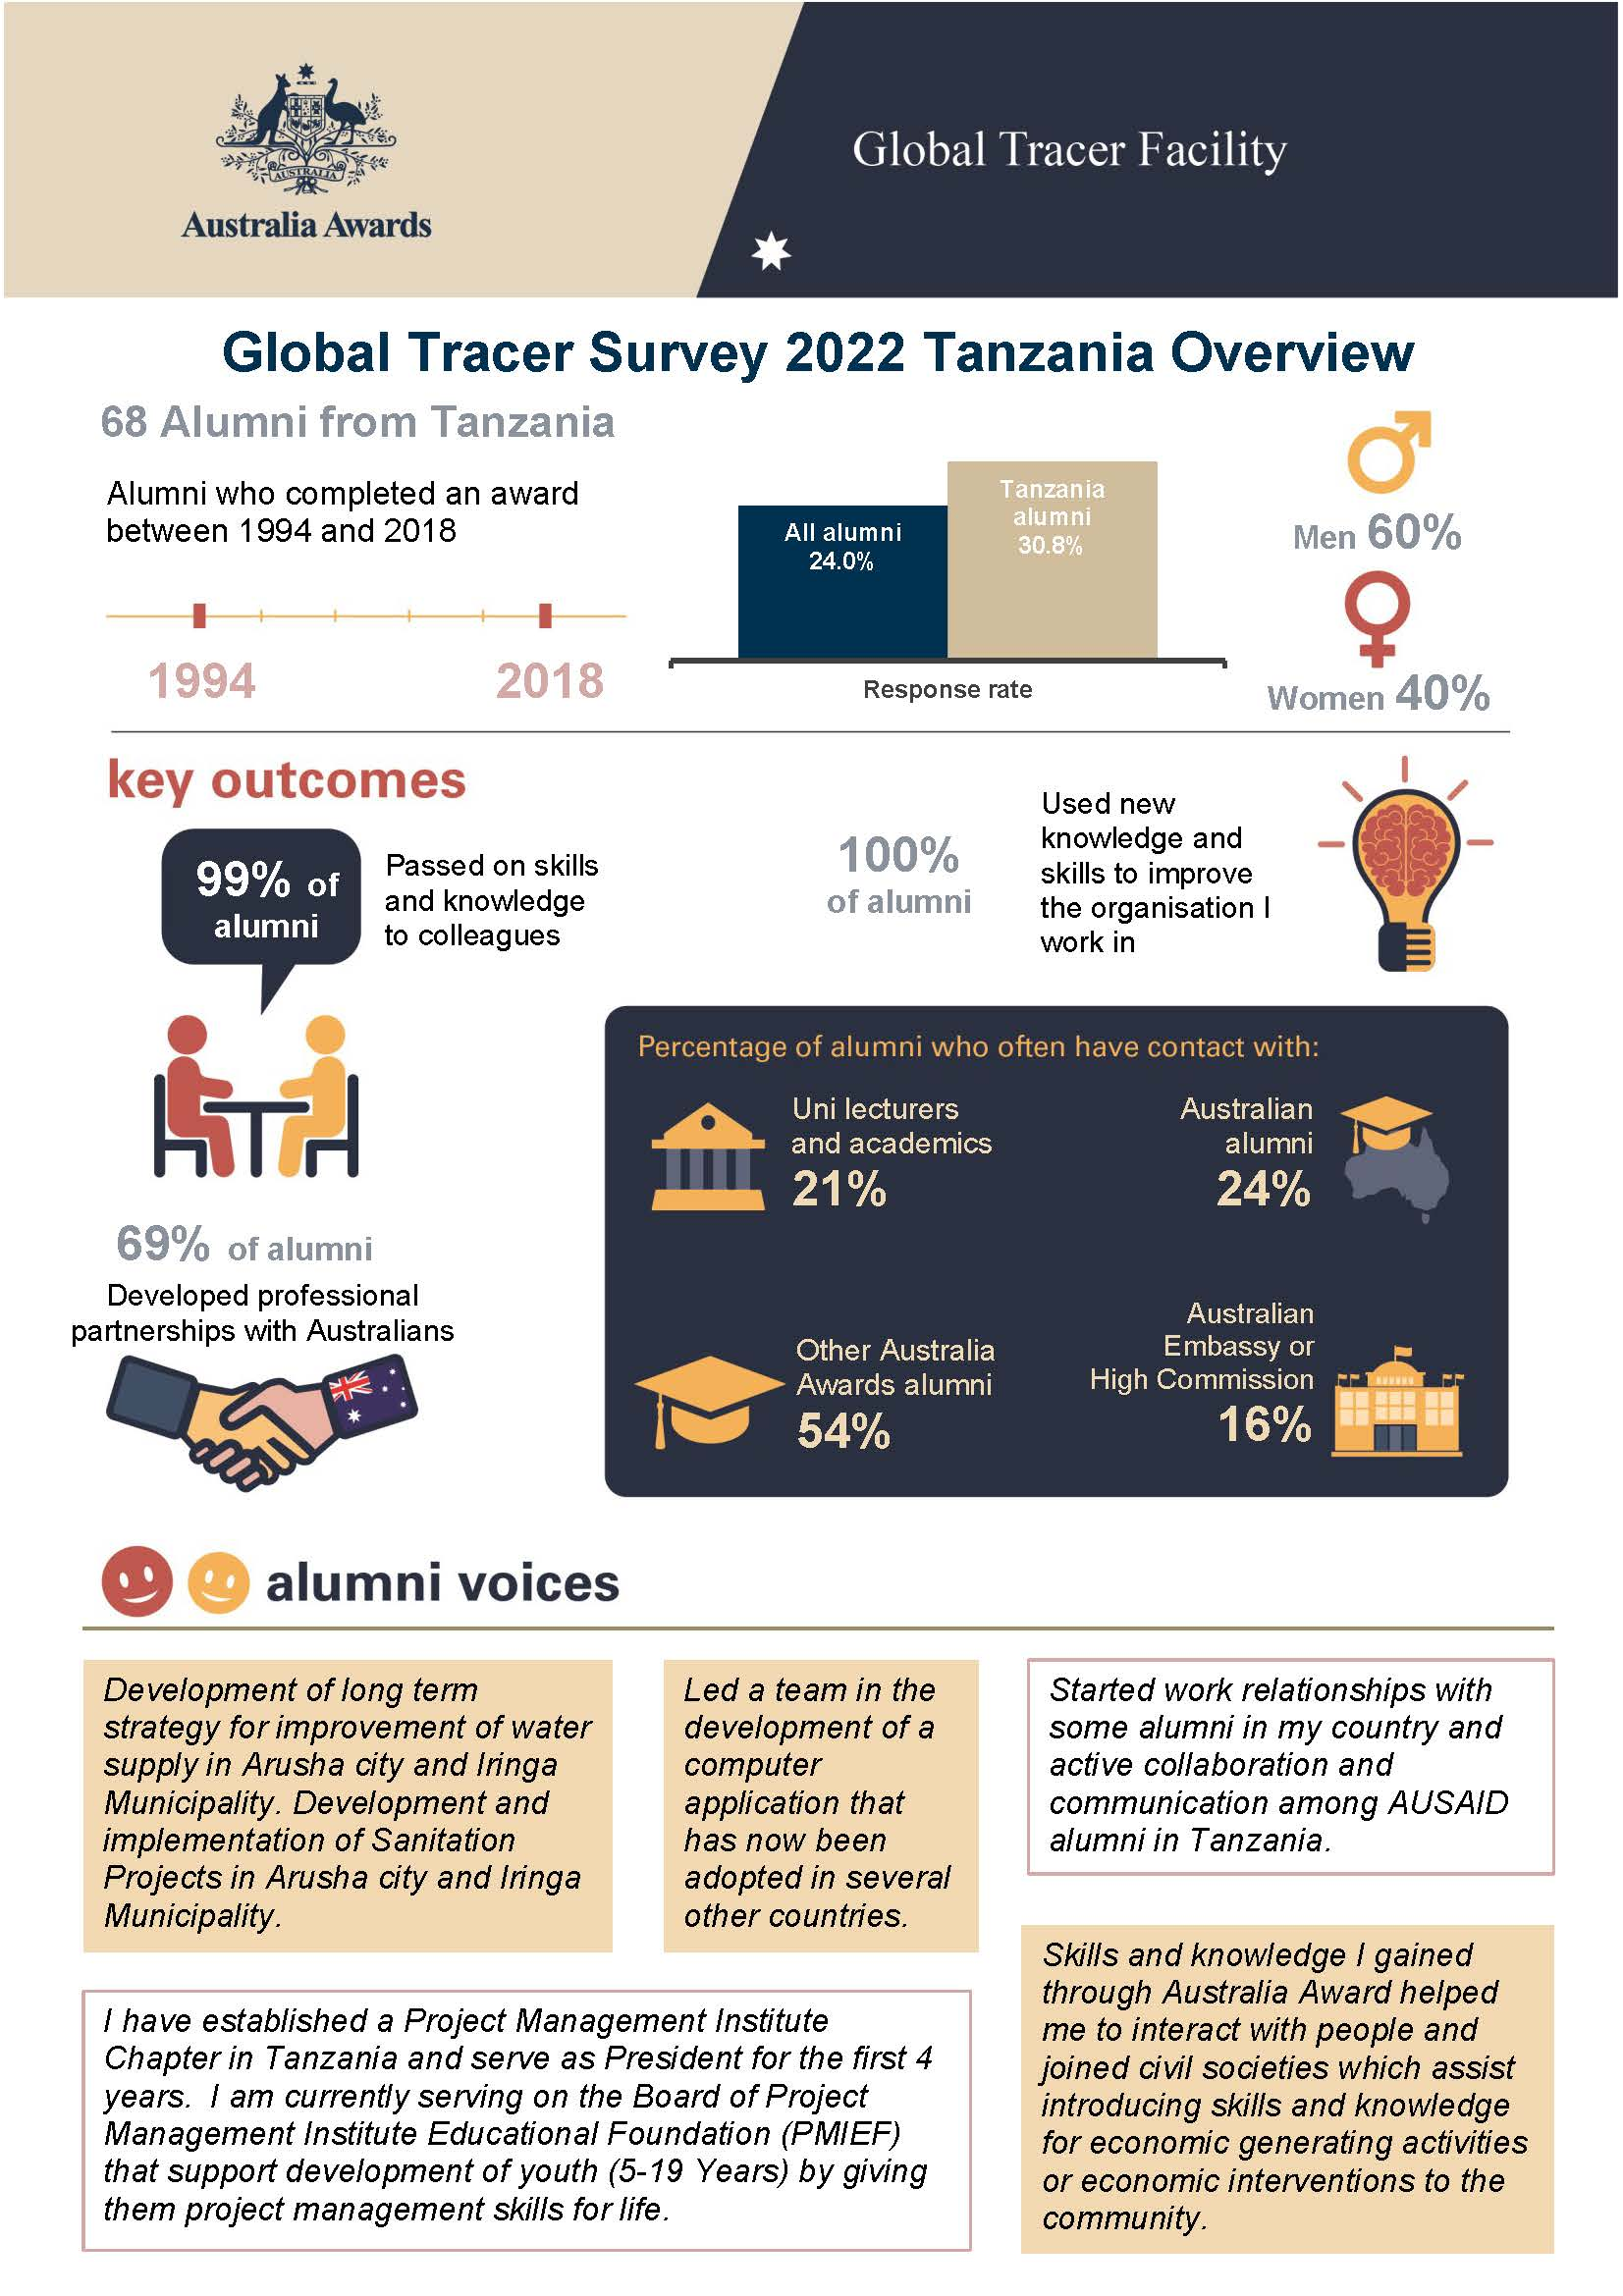 AUSTRALIA
Australia Awards
Global Tracer Facility
Global Tracer Survey 2022 Tanzania Overview
68 Alumni from Tanzania
Alumni who completed an award
between 1994 and 2018
1994
2018
All alumni
24.0%
Tanzania
alumni
30.8%
Response rate
Men 60%
Women 40%
key outcomes
99% of
alumni
Passed on skills
and knowledge
to colleagues
100%
of alumni
Used new
knowledge and
skills to improve
the organisation I
work in
69% of alumni
Developed professional
partnerships with Australians
Percentage of alumni who often have contact with:
Uni lecturers
and academics
21%
Australian
alumni
24%
Other Australia
Awards alumni
54%
Australian
Embassy or
High Commission
16%
alumni voices
Development of long term
strategy for improvement of water
supply in Arusha city and Iringa
Municipality. Development and
implementation of Sanitation
Projects in Arusha city and Iringa
Municipality.
Led a team in the
development of a
computer
application that
has now been
adopted in several
other countries.
Started work relationships with
some alumni in my country and
active collaboration and
communication among AUSAID
alumni in Tanzania.
I have established a Project Management Institute
Chapter in Tanzania and serve as President for the first 4
years.  I am currently serving on the Board of Project
Management Institute Educational Foundation (PMIEF)
that support development of youth (5-19 Years) by giving
them project management skills for life.
Skills and knowledge I gained
through Australia Award helped
me to interact with people and
joined civil societies which assist
introducing skills and knowledge
for economic generating activities
or economic interventions to the
community.